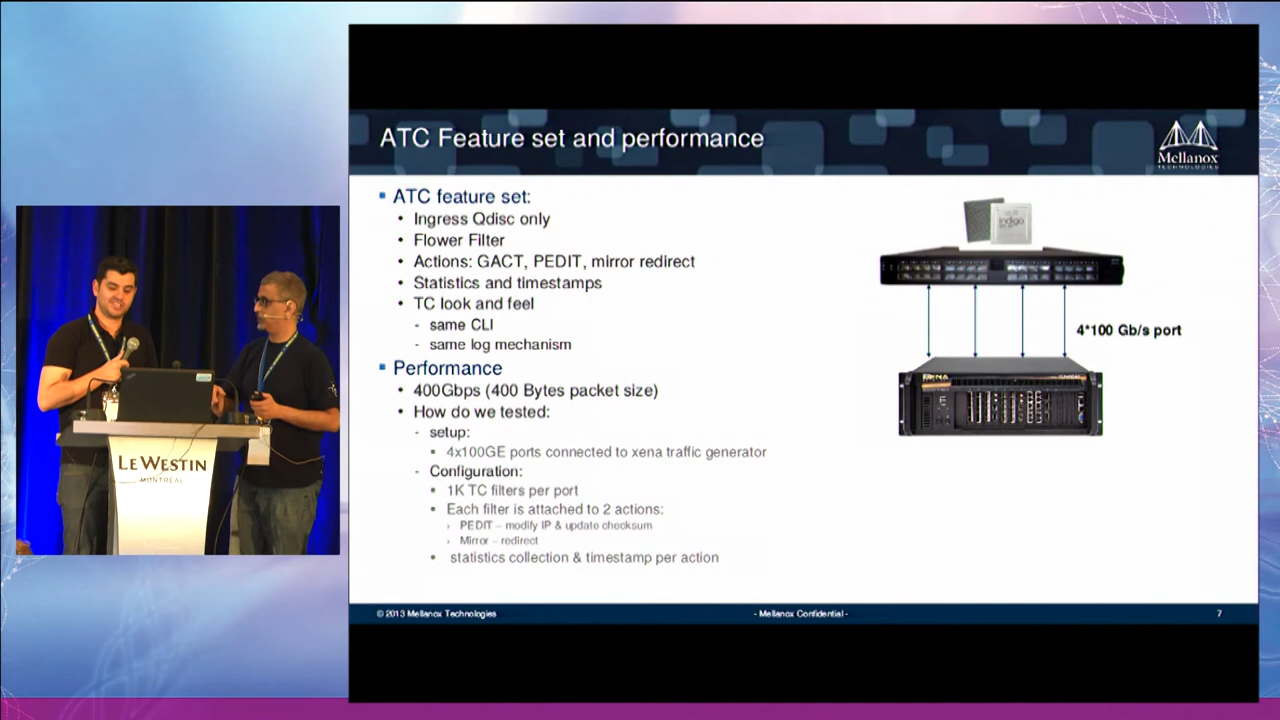 ATC Feature set and performance
Mellanox
TECHNOLOGIES
ATC feature set:
Ingress Qdisc only
Flower Filter
Actions: GACT, PEDIT, mirror redirect
Statistics and timestamps
TC look and feel
- same CLI
- same log mechanism
Performance
400Gbps (400 Bytes packet size)
How do we tested:
- setup:
4x100GE ports connected to xena traffic generator
- Configuration:
1K TC filters per port
Each filter is attached to 2 actions:
› PEDIT – modify IP & update checksum
› Mirror – redirect
statistics collection & timestamp per action
indigo
4*100 Gb/s port
XENA
© 2013 Mellanox Technologies
- Mellanox Confidential -
7
LE WESTIN
MONTRÉAL